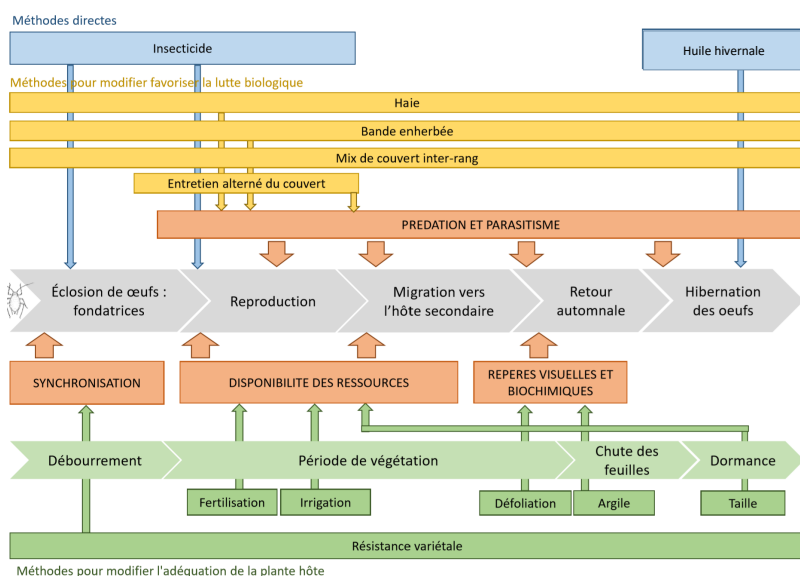 Méthodes directes
Insecticide
Huile hivernale
Méthodes pour modifier favoriser la lutte biologique
Haie
Bande enherbée
Mix de couvert inter-rang
Entretien alterné du couvert
PREDATION ET PARASITISME
Éclosion de œufs :
fondatrices
Reproduction
Migration vers
l'hôte secondaire
Retour
automnale
Hibernation
des oeufs
SYNCHRONISATION
DISPONIBILITE DES RESSOURCES
REPERES VISUELLES ET
BIOCHIMIQUES
Débourrement
Période de végétation
Chute des
feuilles
Dormance
Fertilisation
Irrigation
Défoliation
Argile
Taille
Résistance variétale
Méthodes pour modifier l'adéquation de la plante hôte